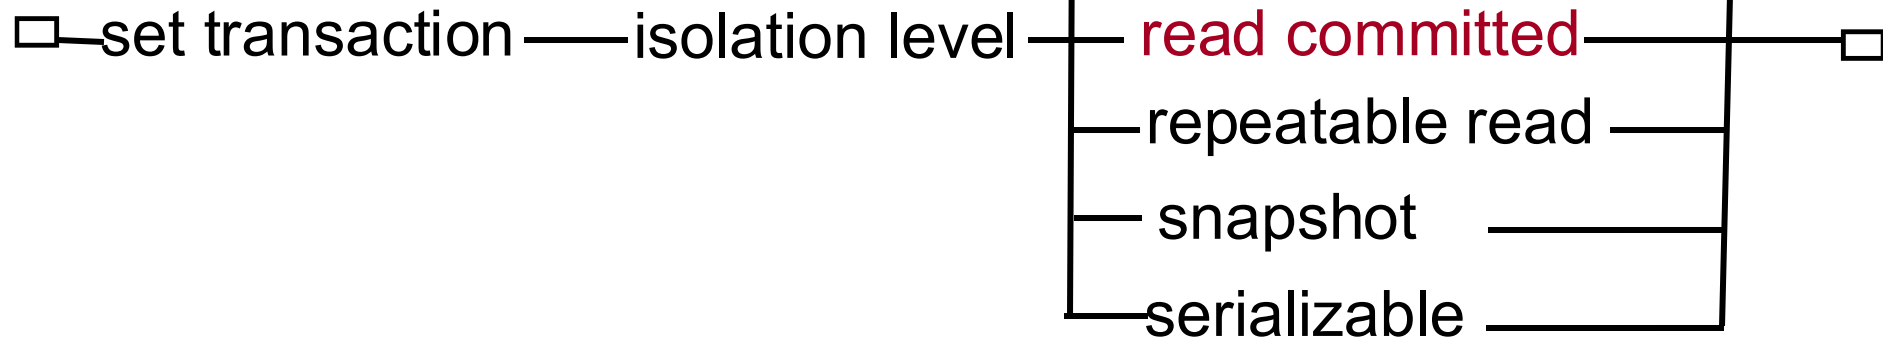 set transaction isolation level read committed
repeatable read
snapshot
serializable